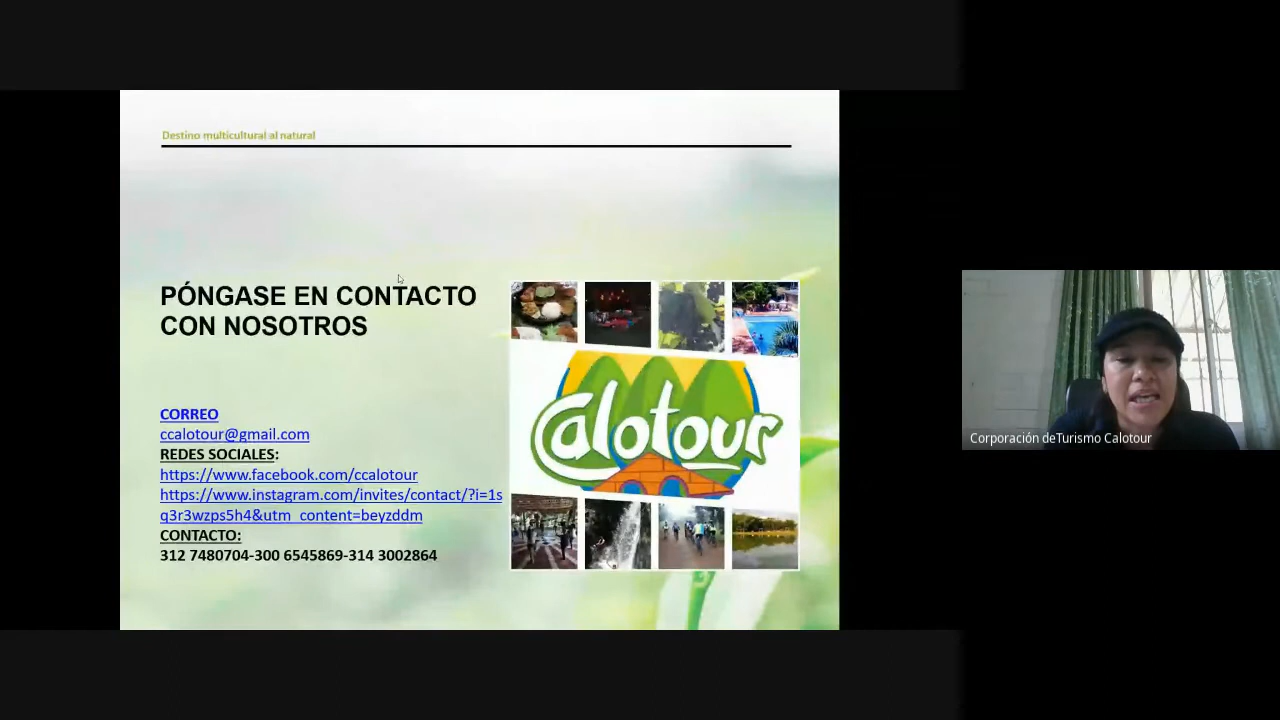 Destino multicultural al natural
PÓNGASE EN CONTACTO
CON NOSOTROS
CORREO
ccalotour@gmail.com
REDES SOCIALES:
https://www.facebook.com/ccalotour
https://www.instagram.com/invites/contact/?i=1s
q3r3wzps5h4&utm_content=beyzddm
CONTACTO:
312 7480704-300 6545869-314 3002864
Calotour
Corporación deTurismo Calotour